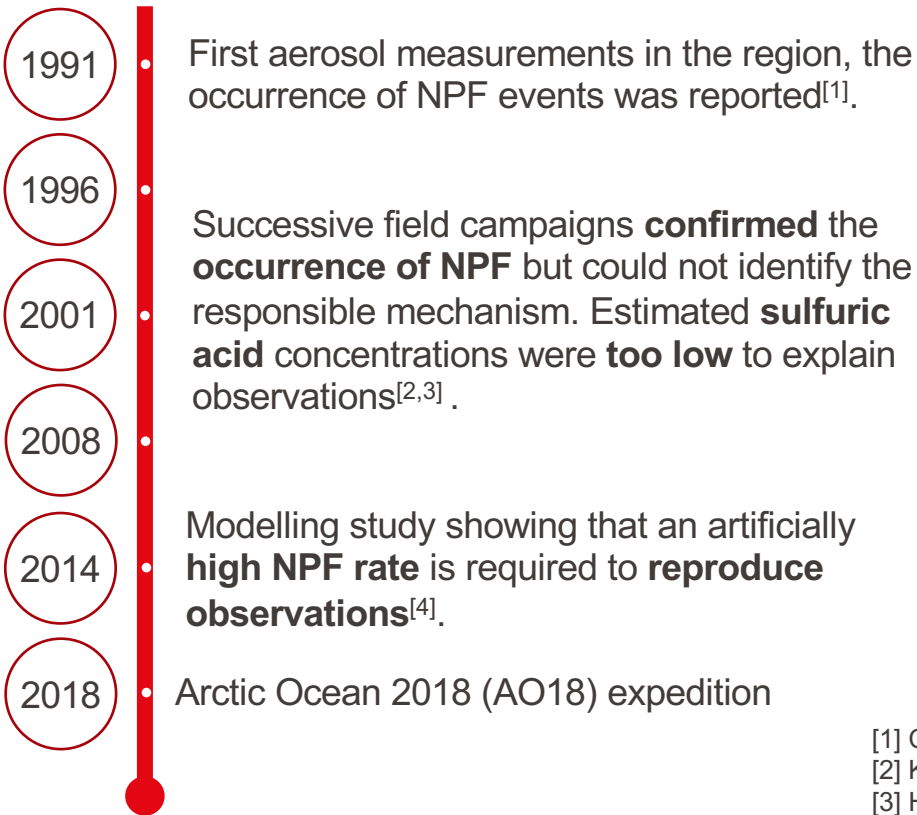 1991
First aerosol measurements in the region, the
occurrence of NPF events was reported[1].
1996
Successive field campaigns confirmed the
occurrence of NPF but could not identify the
2001
responsible mechanism. Estimated sulfuric
acid concentrations were too low to explain
observations[2,3] .
2008
Modelling study showing that an artificially
2014
high NPF rate is required to reproduce
observations[4].
2018
Arctic Ocean 2018 (AO18) expedition
[1]
[2]
[3] H